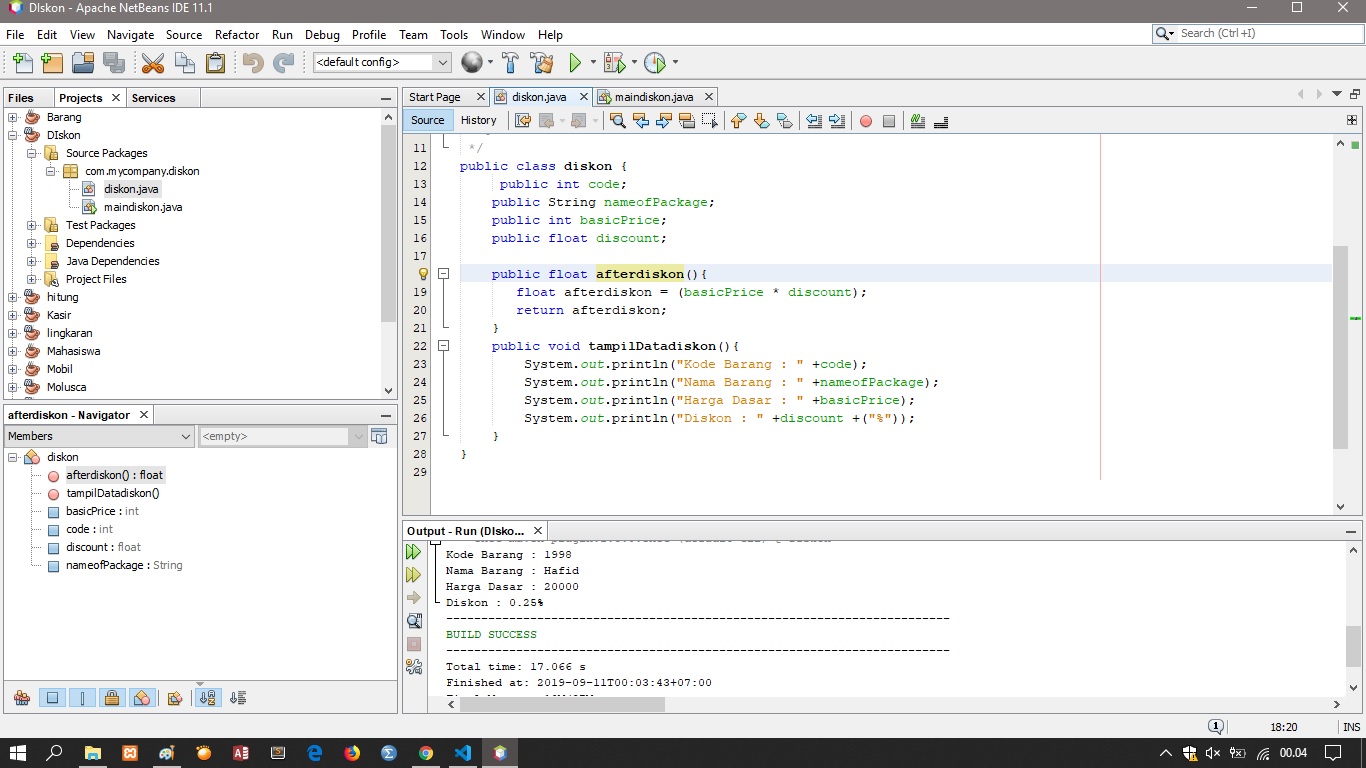 DIskon - Apache NetBeans IDE 11.1
File Edit View Navigate Source Refactor Run Debug Profile Team Tools Window Help
Search (Ctrl+I)
<default config>
Files Projects Services
Barang
DIskon
Source Packages
com.mycompany.diskon
diskon.java
maindiskon.java
Test Packages
Dependencies
Java Dependencies
Project Files
hitung
Kasir
lingkaran
Mahasiswa
Mobil
Molusca
afterdiskon - Navigator
Members <empty>
diskon
afterdiskon() : float
tampilDatadiskon()
basicPrice : int
code : int
discount : float
nameofPackage : String
Start Page diskon.java maindiskon.java
Source History
11 */
12 public class diskon {
13 public int code;
14 public String nameofPackage;
15 public int basicPrice;
16 public float discount;
17
public float afterdiskon(){
19 float afterdiskon = (basicPrice * discount);
20 return afterdiskon;
21 }
22 public void tampilDatadiskon(){
23 System.out.println("Kode Barang : " +code);
24 System.out.println("Nama Barang : " +nameofPackage);
25 System.out.println("Harga Dasar : " +basicPrice);
26 System.out.println("Diskon : " +discount +("%"));
27 }
28 }
29
Output - Run (DIsko...
Kode Barang : 1998
Nama Barang : Hafid
Harga Dasar : 20000
Diskon : 0.25%
------------------------------------------------------------------------
BUILD SUCCESS
------------------------------------------------------------------------
Total time: 17.066 s
Finished at: 2019-09-11T00:03:43+07:00
1 18:20 INS
00.04